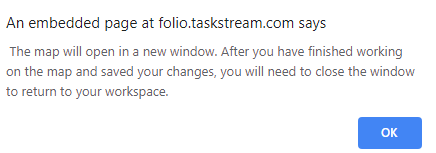 An embedded page at folio.taskstream.com says
The map will open in a new window. After you have finished working
on the map and saved your changes, you will need to close the window
to return to your workspace.
OK